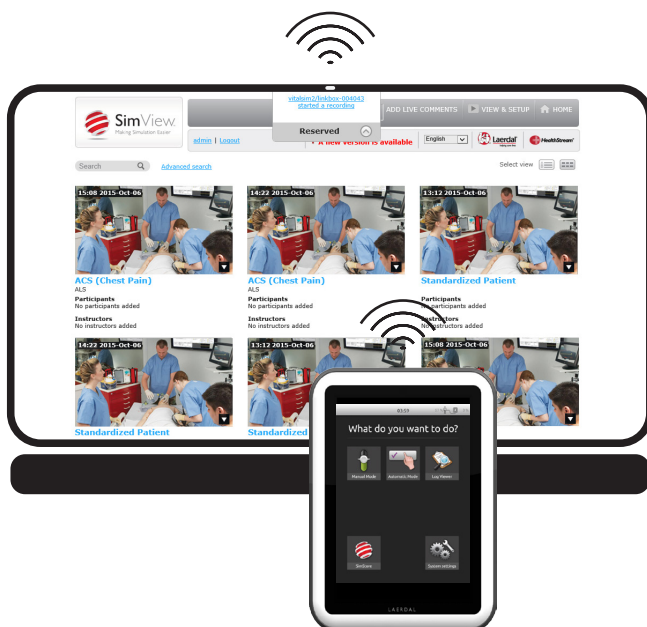 vitalsim2/linkbox-004043
started a recording
Reserved
ADD LIVE COMMENTS VIEW & SETUP HOME
SimView
Making Simulation Easier
admin | Logout
A new version is available
English
Laerdal
helping save lives
HealthStream
Search
Advanced search
Select view
15:08 2015-Oct-06
14:22 2015-Oct-06
13:12 2015-Oct-06
ACS (Chest Pain)
ALS
Participants
No participants added
Instructors
No instructors added
ACS (Chest Pain)
ALS
Participants
No participants added
Instructors
No instructors added
Standardized Patient
Participants
No participants added
Instructors
No instructors added
14:22 2015-Oct-06
13:12 2015-Oct-06
15:08 2015-Oct-06
Standardized Patient
Standardized
03:59
What do you want to do?
Manual Mode
Automatic Mode
Log Viewer
SimStore
System settings
LAERDAL